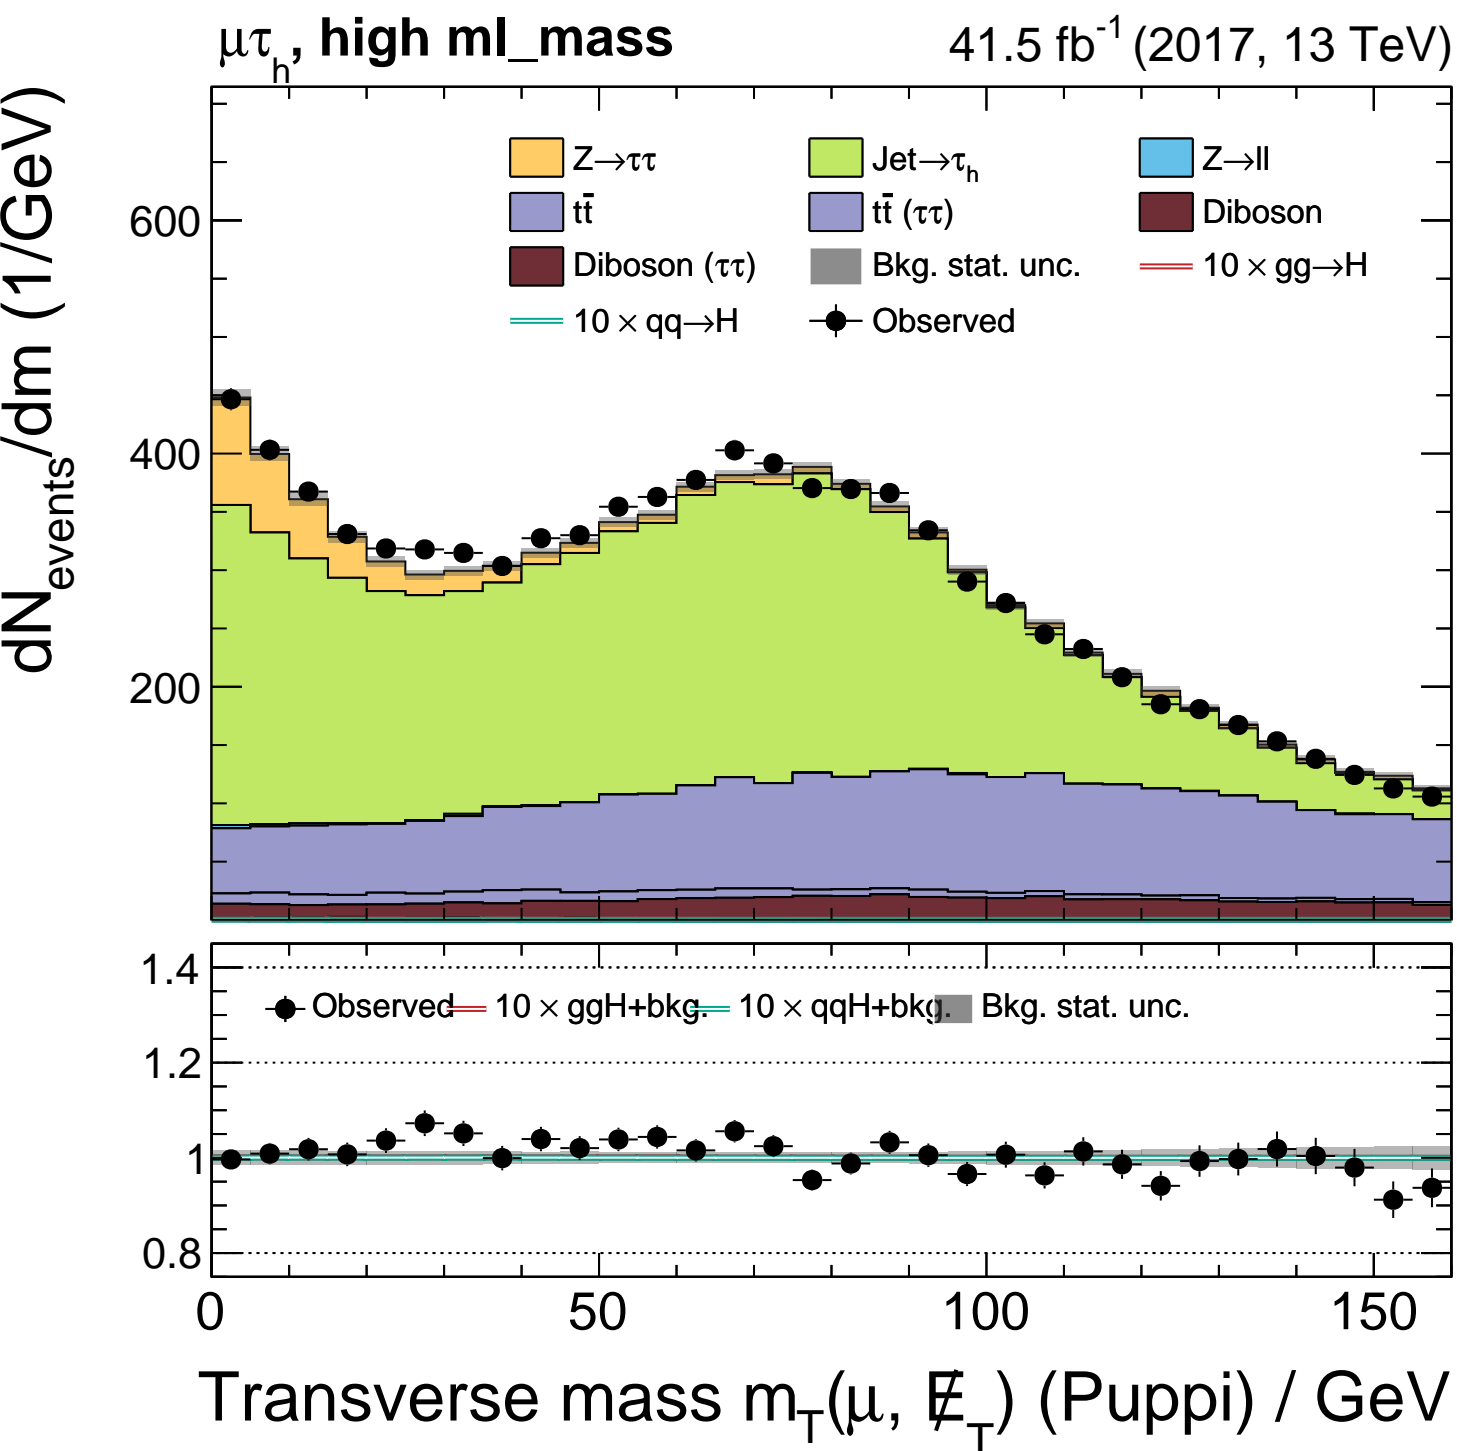 μτh, high ml_mass 41.5 fb-1 (2017, 13 TeV)
dNevents/dm (1/GeV)
Z→ττ Jet→τh Z→ll
tt̄ tt̄ (ττ) Diboson
Diboson (ττ) Bkg. stat. unc. 10 × gg→H
10 × qq→H Observed
600
400
200
1.4
Observed 10 × ggH+bkg. 10 × qqH+bkg. Bkg. stat. unc.
1.2
1
0.8
0 50 100 150
Transverse mass mT(μ, E̸T) (Puppi) / GeV